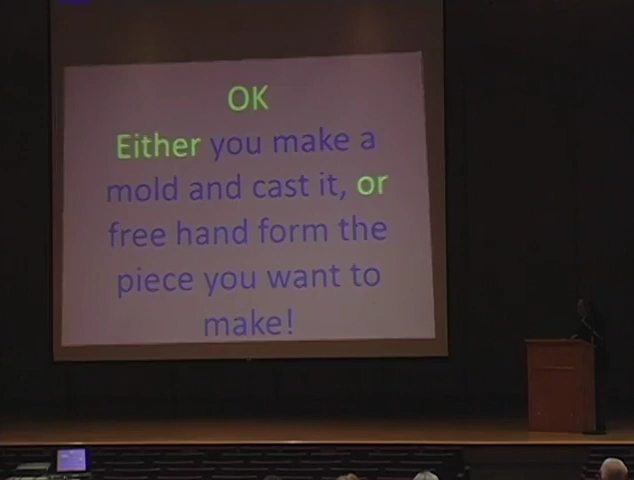 OK
Either you make a
mold and cast it, or
free hand form the
piece you want to
make!